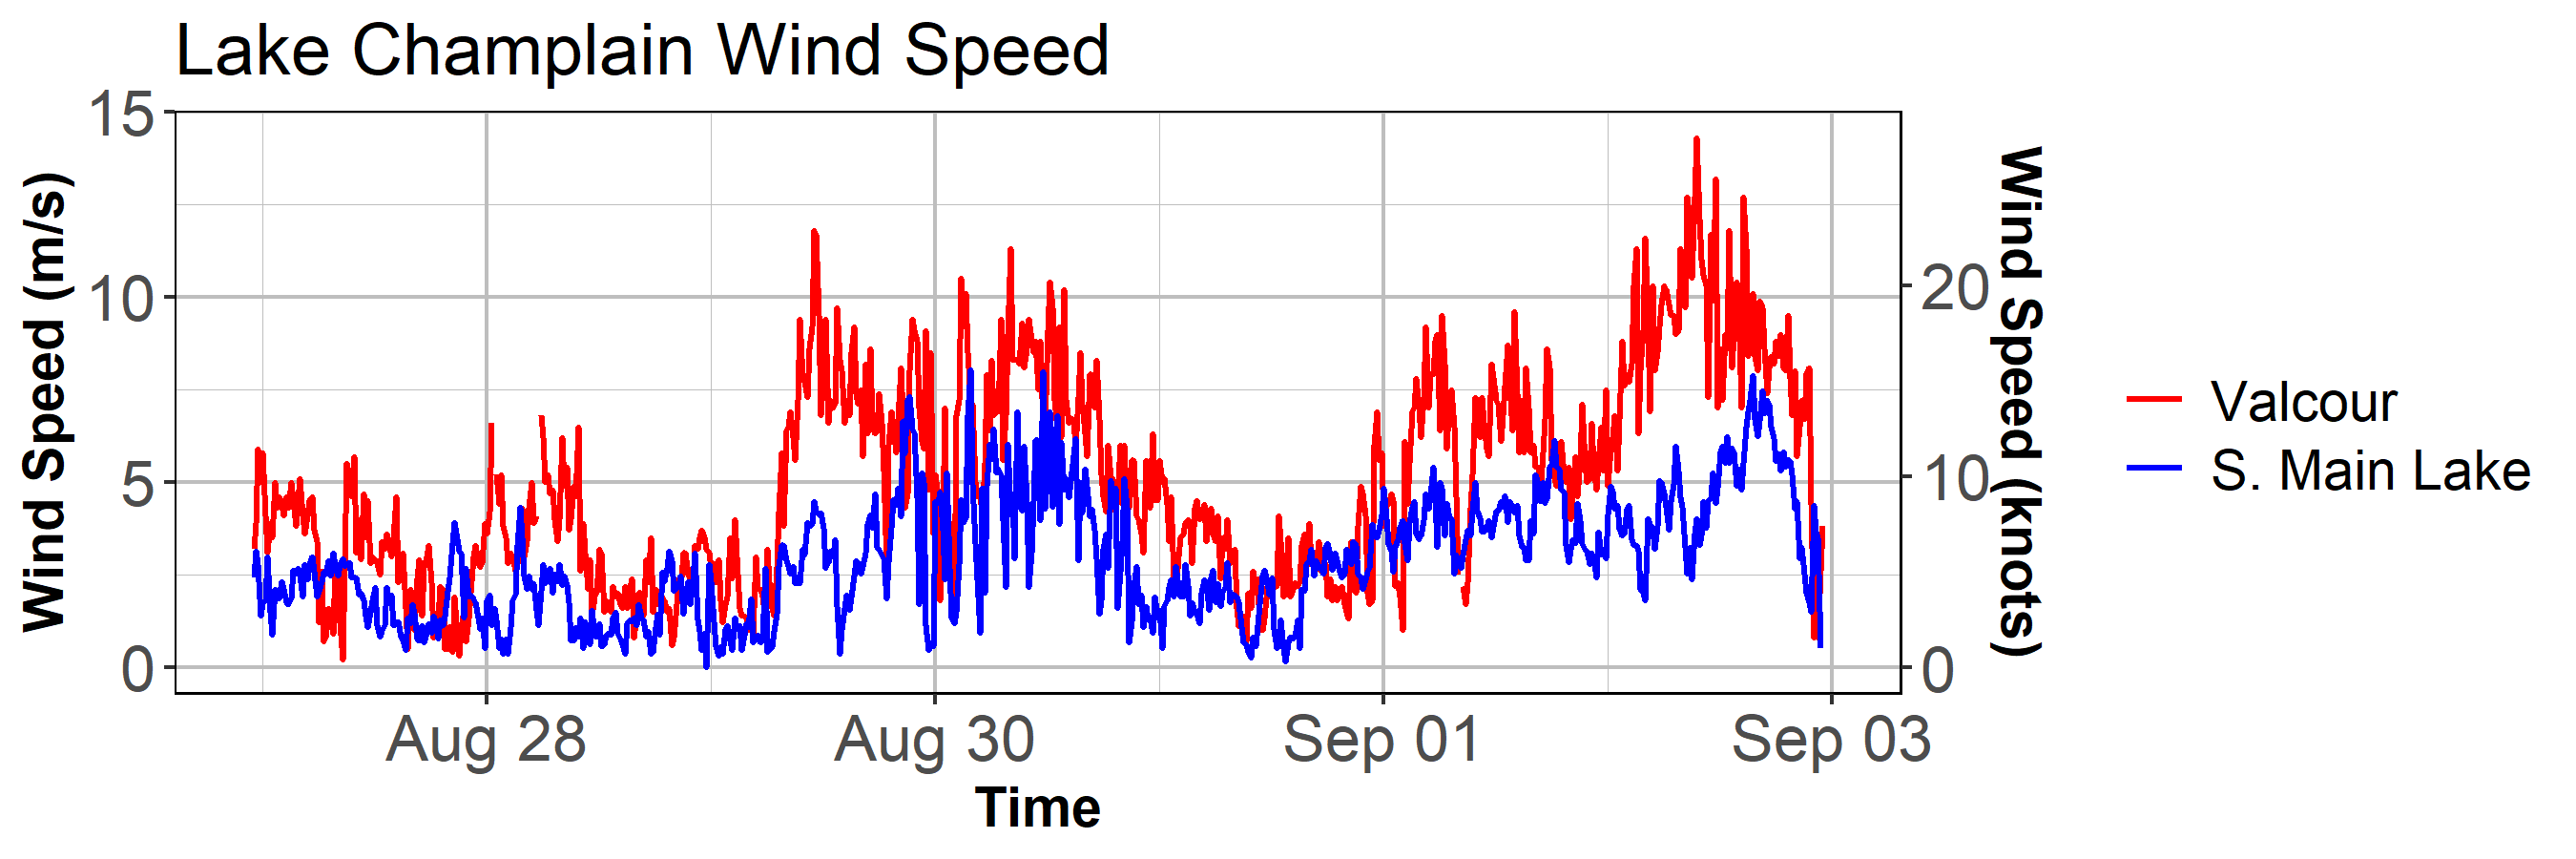 Lake Champlain Wind Speed
15
10
5
0
Wind Speed (m/s)
20
10
0
Wind Speed (knots)
Aug 28
Aug 30
Sep 01
Sep 03
Time
Valcour
S. Main Lake